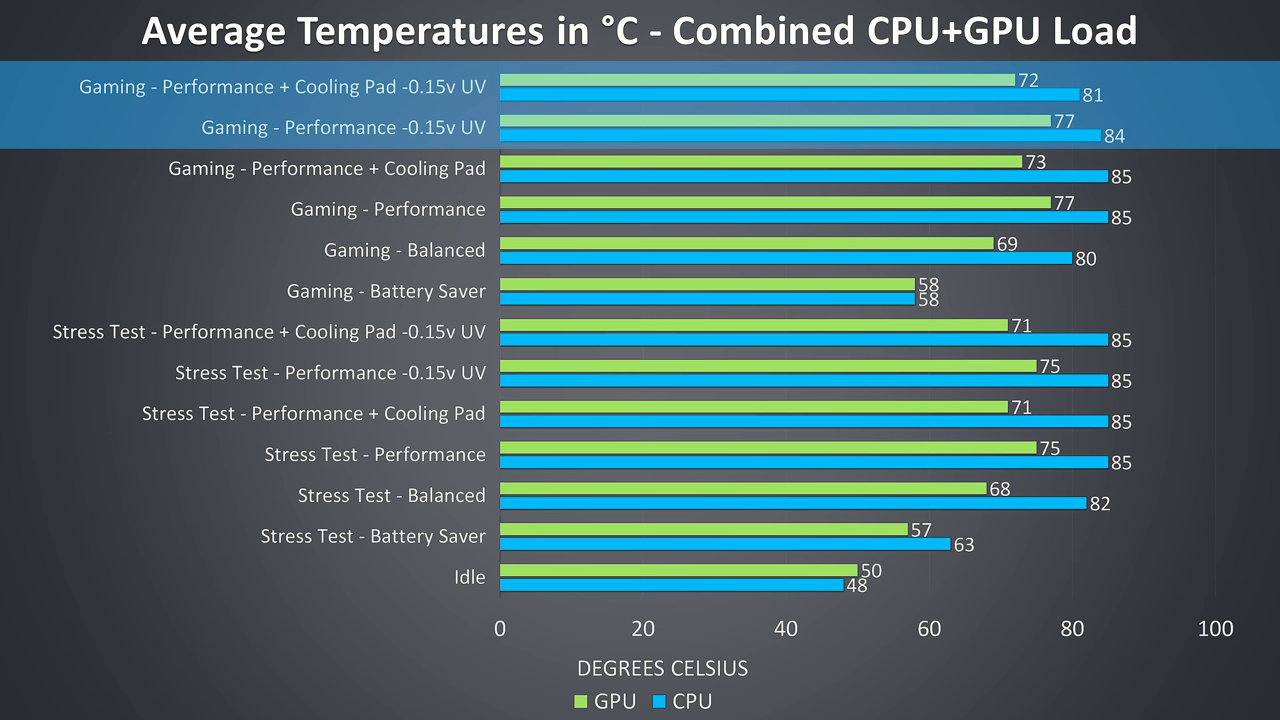 Average Temperatures in °C - Combined CPU+GPU Load
Gaming - Performance + Cooling Pad -0.15v UV
72
81
Gaming - Performance -0.15v UV
77
84
Gaming - Performance + Cooling Pad
73
85
Gaming - Performance
77
85
Gaming - Balanced
69
80
Gaming - Battery Saver
58
58
Stress Test - Performance + Cooling Pad -0.15v UV
71
85
Stress Test - Performance -0.15v UV
75
85
Stress Test - Performance + Cooling Pad
71
85
Stress Test - Performance
75
85
Stress Test - Balanced
68
82
Stress Test - Battery Saver
57
63
Idle
50
48
0 20 40 60 80 100
DEGREES CELSIUS
GPU CPU